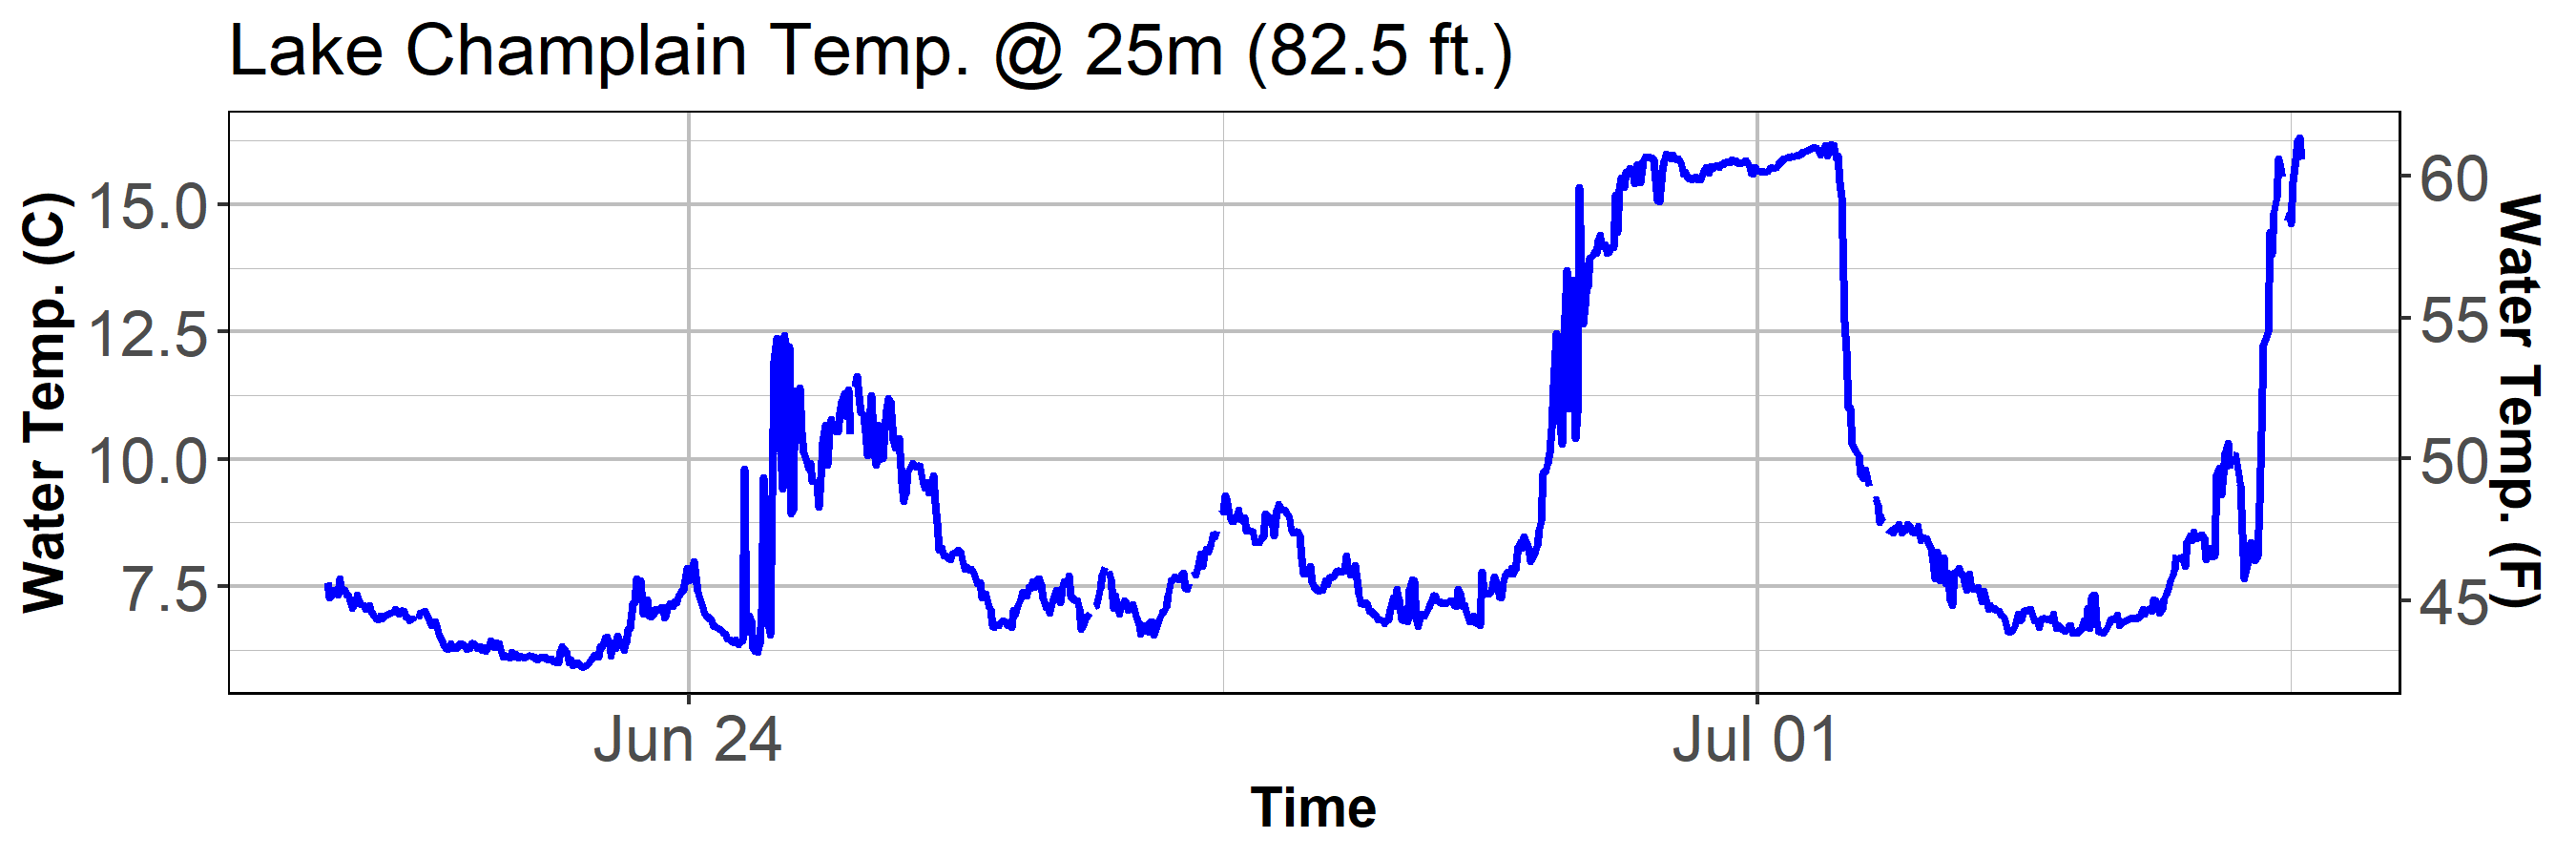 Lake Champlain Temp. @ 25m (82.5 ft.)
Water Temp. (C)
15.0
12.5
10.0
7.5
60
55
50
45
Water Temp. (F)
Jun 24
Jul 01
Time